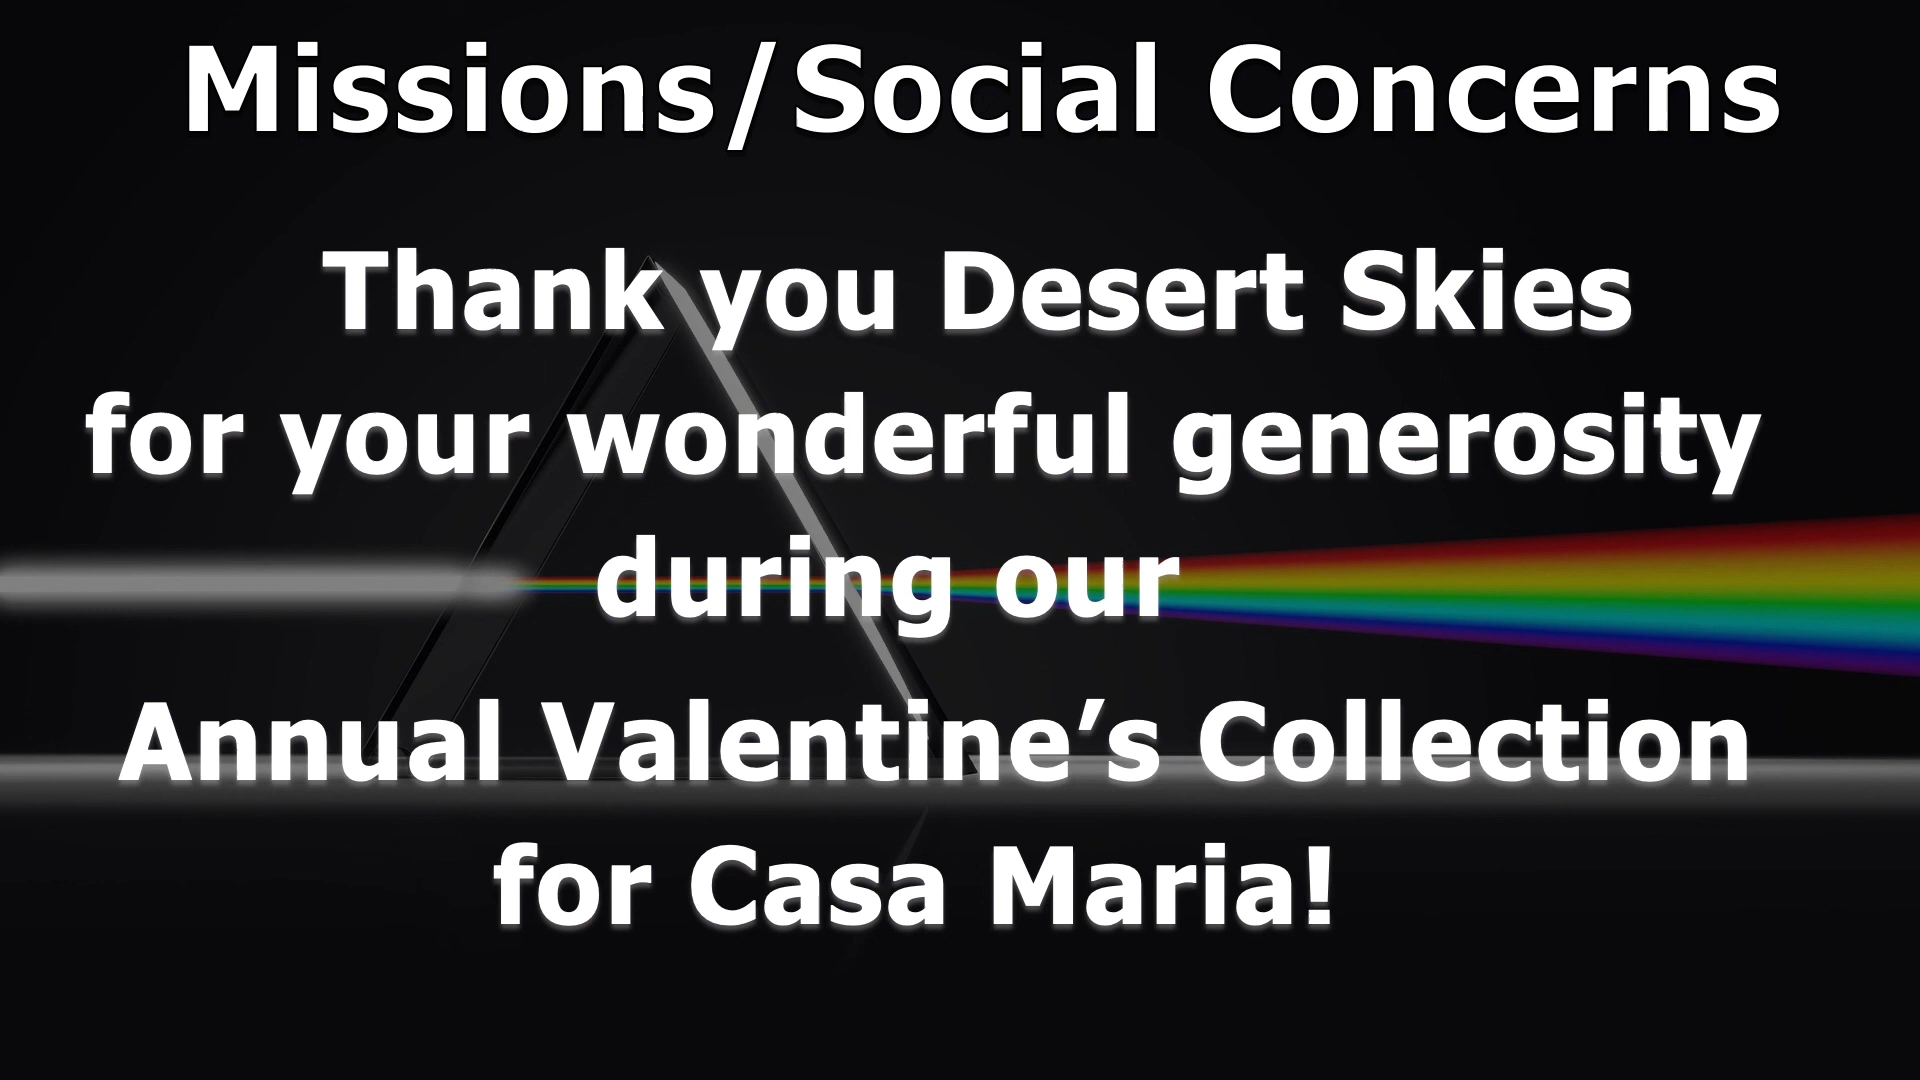 Missions/Social Concerns
Thank you Desert Skies
for your wonderful generosity
during our
Annual Valentine’s Collection
for Casa Maria!